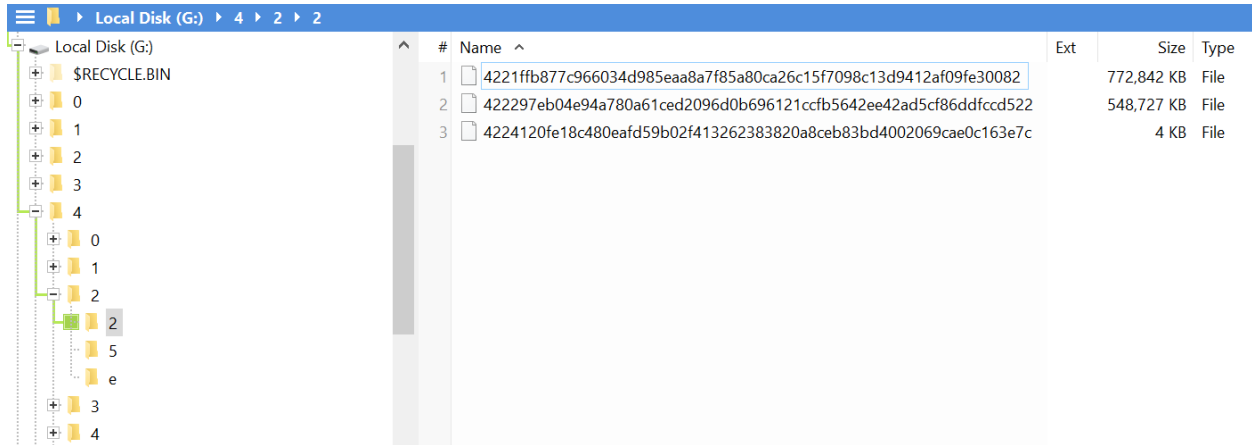 Local Disk (G:) 4 2 2
Local Disk (G:)
$RECYCLE.BIN
0
1
2
3
4
0
1
2
2
5
e
3
4
# Name Ext Size Type
1 4221ffb877c966034d985eaa8a7f85a80ca26c15f7098c13d9412af09fe30082 772,842 KB File
2 422297eb04e94a780a61ced2096d0b696121ccfb5642ee42ad5cf86ddfccd522 548,727 KB File
3 4224120fe18c480eafd59b02f413262383820a8ceb83bd4002069cae0c163e7c 4 KB File